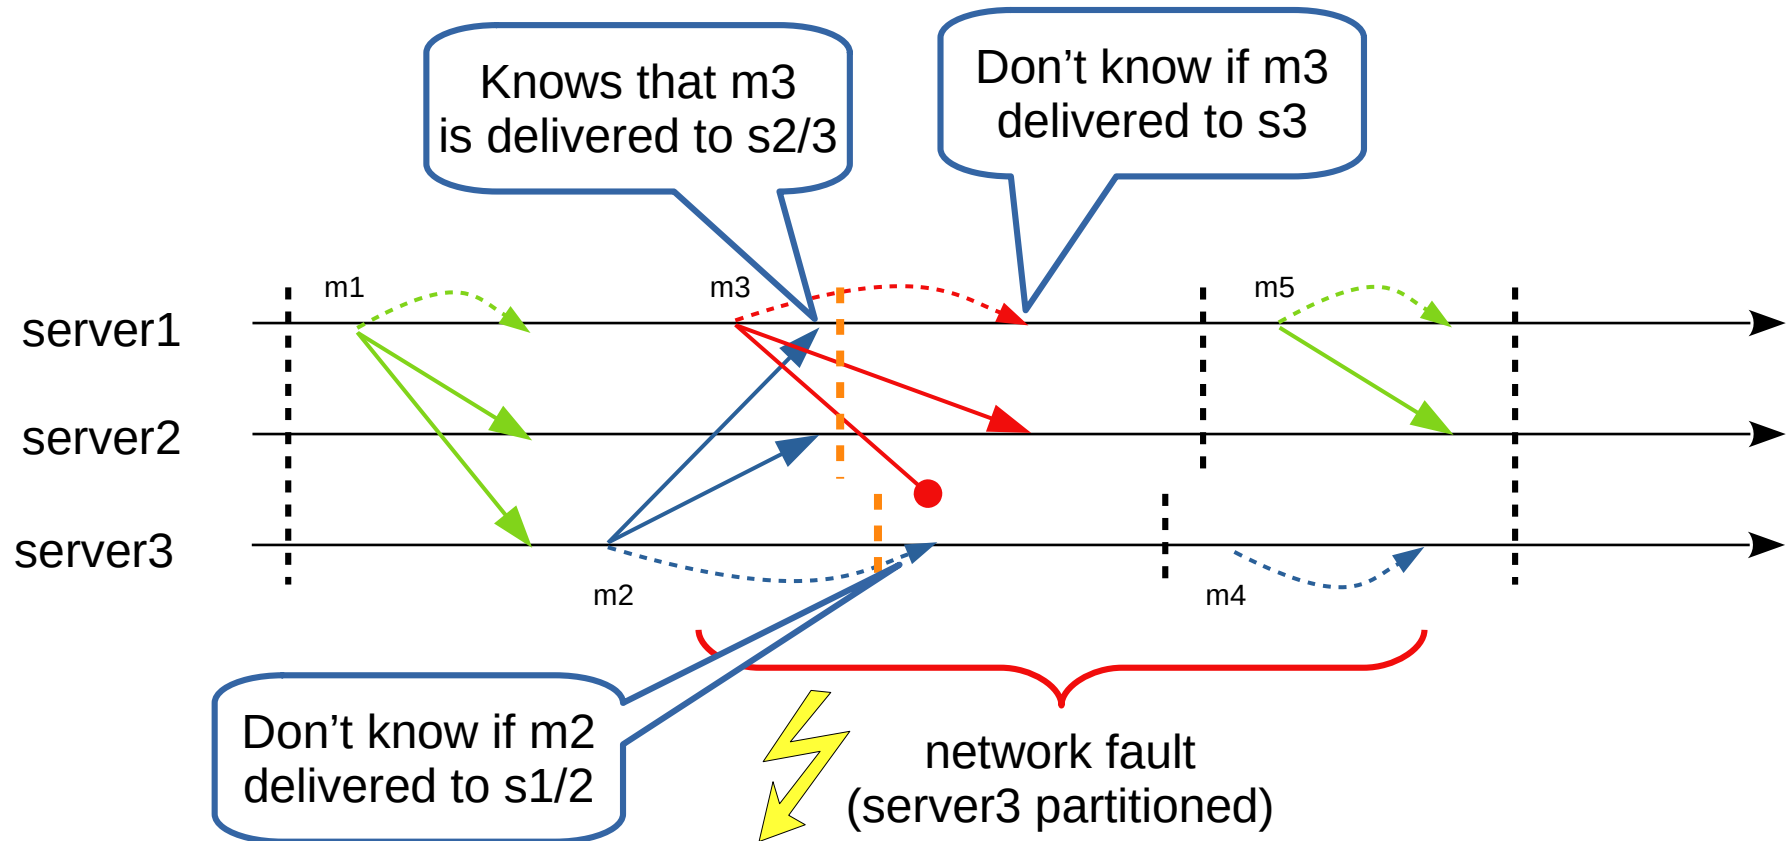 Knows that m3
is delivered to s2/3
Don’t know if m3
delivered to s3
m1
m3
m5
server1
server2
server3
m2
m4
Don’t know if m2
delivered to s1/2
network fault
(server3 partitioned)